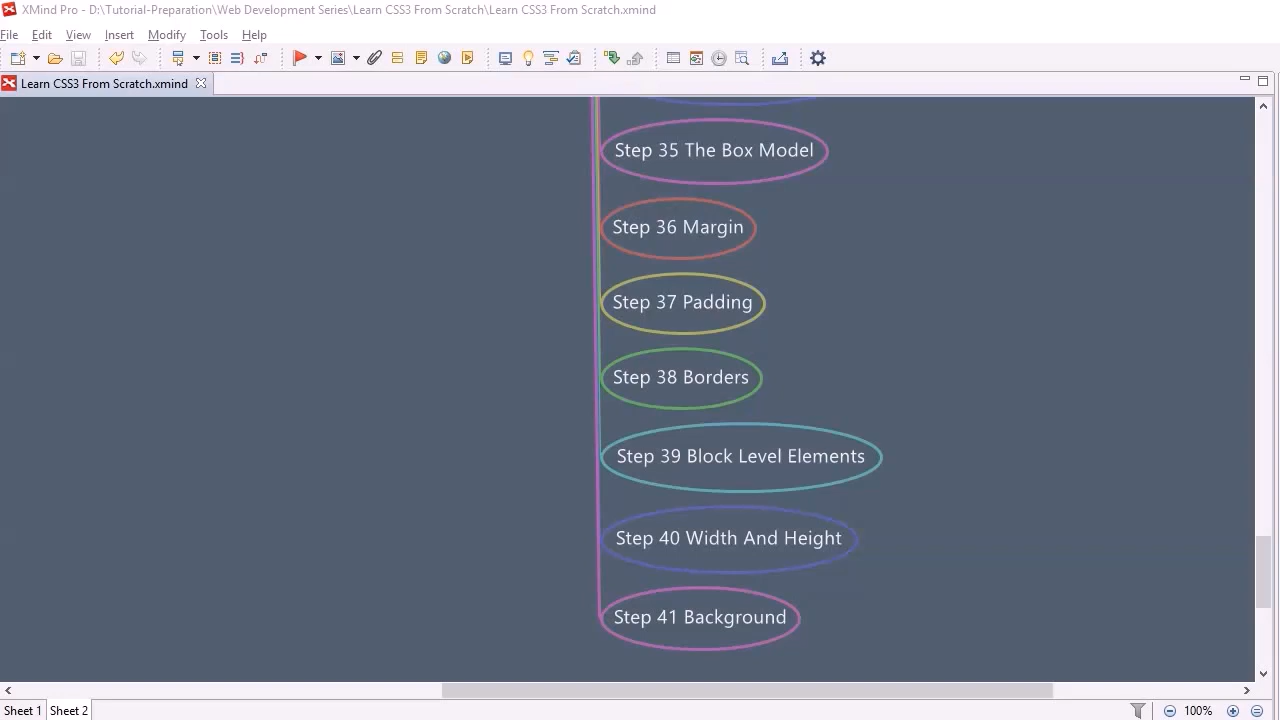 XMind Pro - D:\Tutorial-Preparation\Web Development Series\Learn CSS3 From Scratch\Learn CSS3 From Scratch.xmind
File Edit View Insert Modify Tools Help
Learn CSS3 From Scratch.xmind
Step 35 The Box Model
Step 36 Margin
Step 37 Padding
Step 38 Borders
Step 39 Block Level Elements
Step 40 Width And Height
Step 41 Background
Sheet 1 Sheet 2 100%